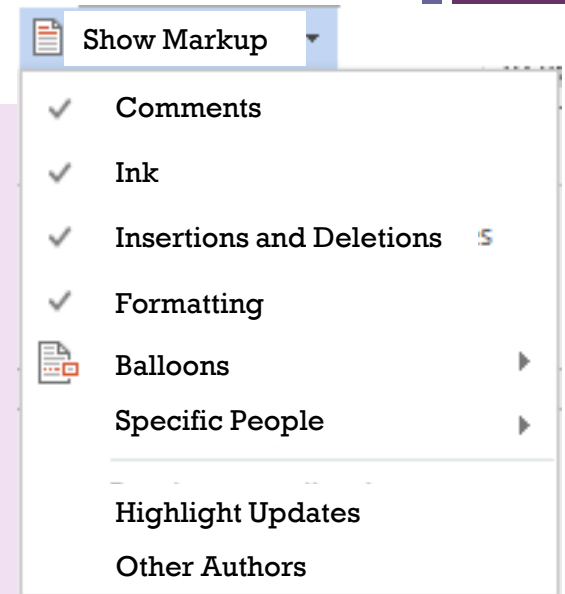 Show Markup
Comments
Ink
Insertions and Deletions
Formatting
Balloons
Specific People
Highlight Updates
Other Authors